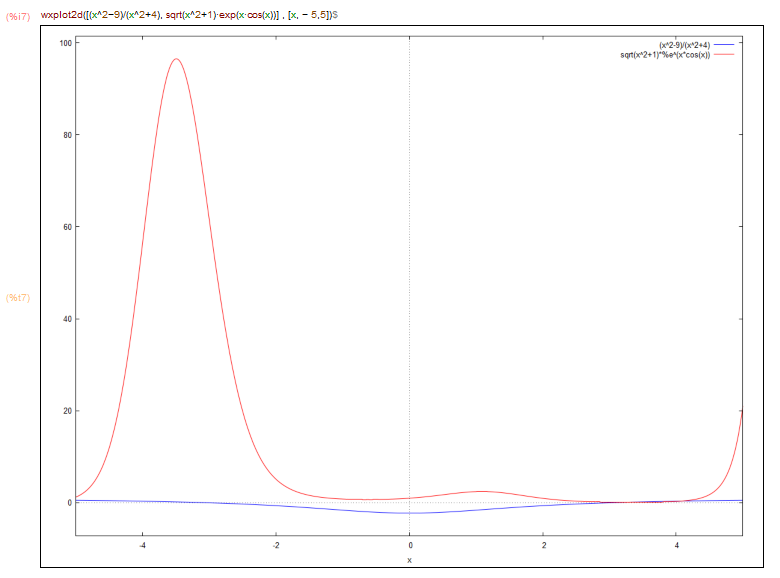 (%i7) wxplot2d([(x^2−9)/(x^2+4), sqrt(x^2+1)·exp(x·cos(x))] , [x, − 5,5])$
(x^2-9)/(x^2+4)
sqrt(x^2+1)*%e^(x*cos(x))
100
80
60
(%t7)
40
20
0
-4 -2 0 2 4
x